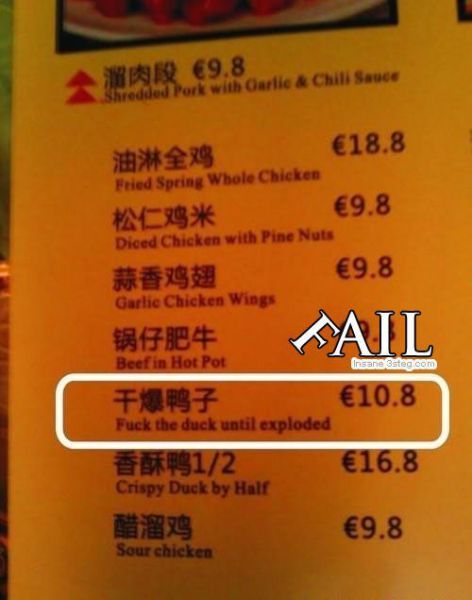 溜肉段 €9.8
Shredded Pork with Garlic & Chili Sauce
油淋全鸡 €18.8
Fried Spring Whole Chicken
松仁鸡米 €9.8
Diced Chicken with Pine Nuts
蒜香鸡翅 €9.8
Garlic Chicken Wings
锅仔肥牛
Beef in Hot Pot
FAIL
Insane.3steg.com
干爆鸭子 €10.8
Fuck the duck until exploded
香酥鸭1/2 €16.8
Crispy Duck by Half
醋溜鸡 €9.8
Sour chicken